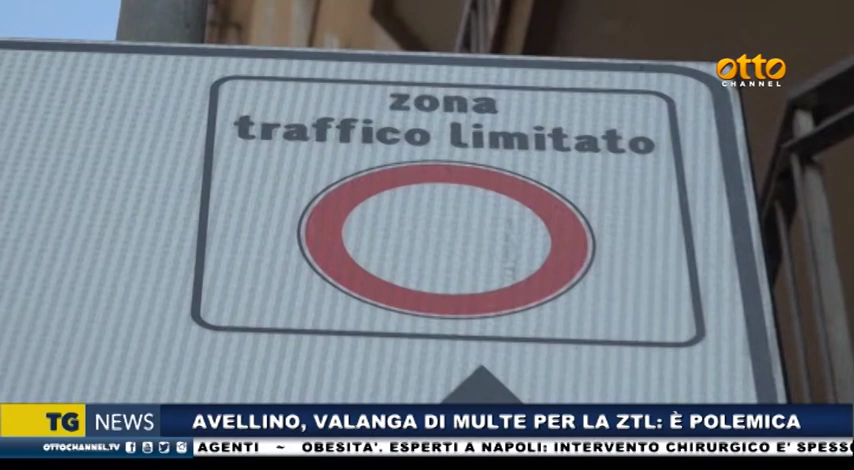 otto
CHANNEL
zona
traffico limitato
TG NEWS
AVELLINO, VALANGA DI MULTE PER LA ZTL: È POLEMICA
OTTOCHANNEL.TV
AGENTI ~ OBESITA'. ESPERTI A NAPOLI: INTERVENTO CHIRURGICO E' SPESS